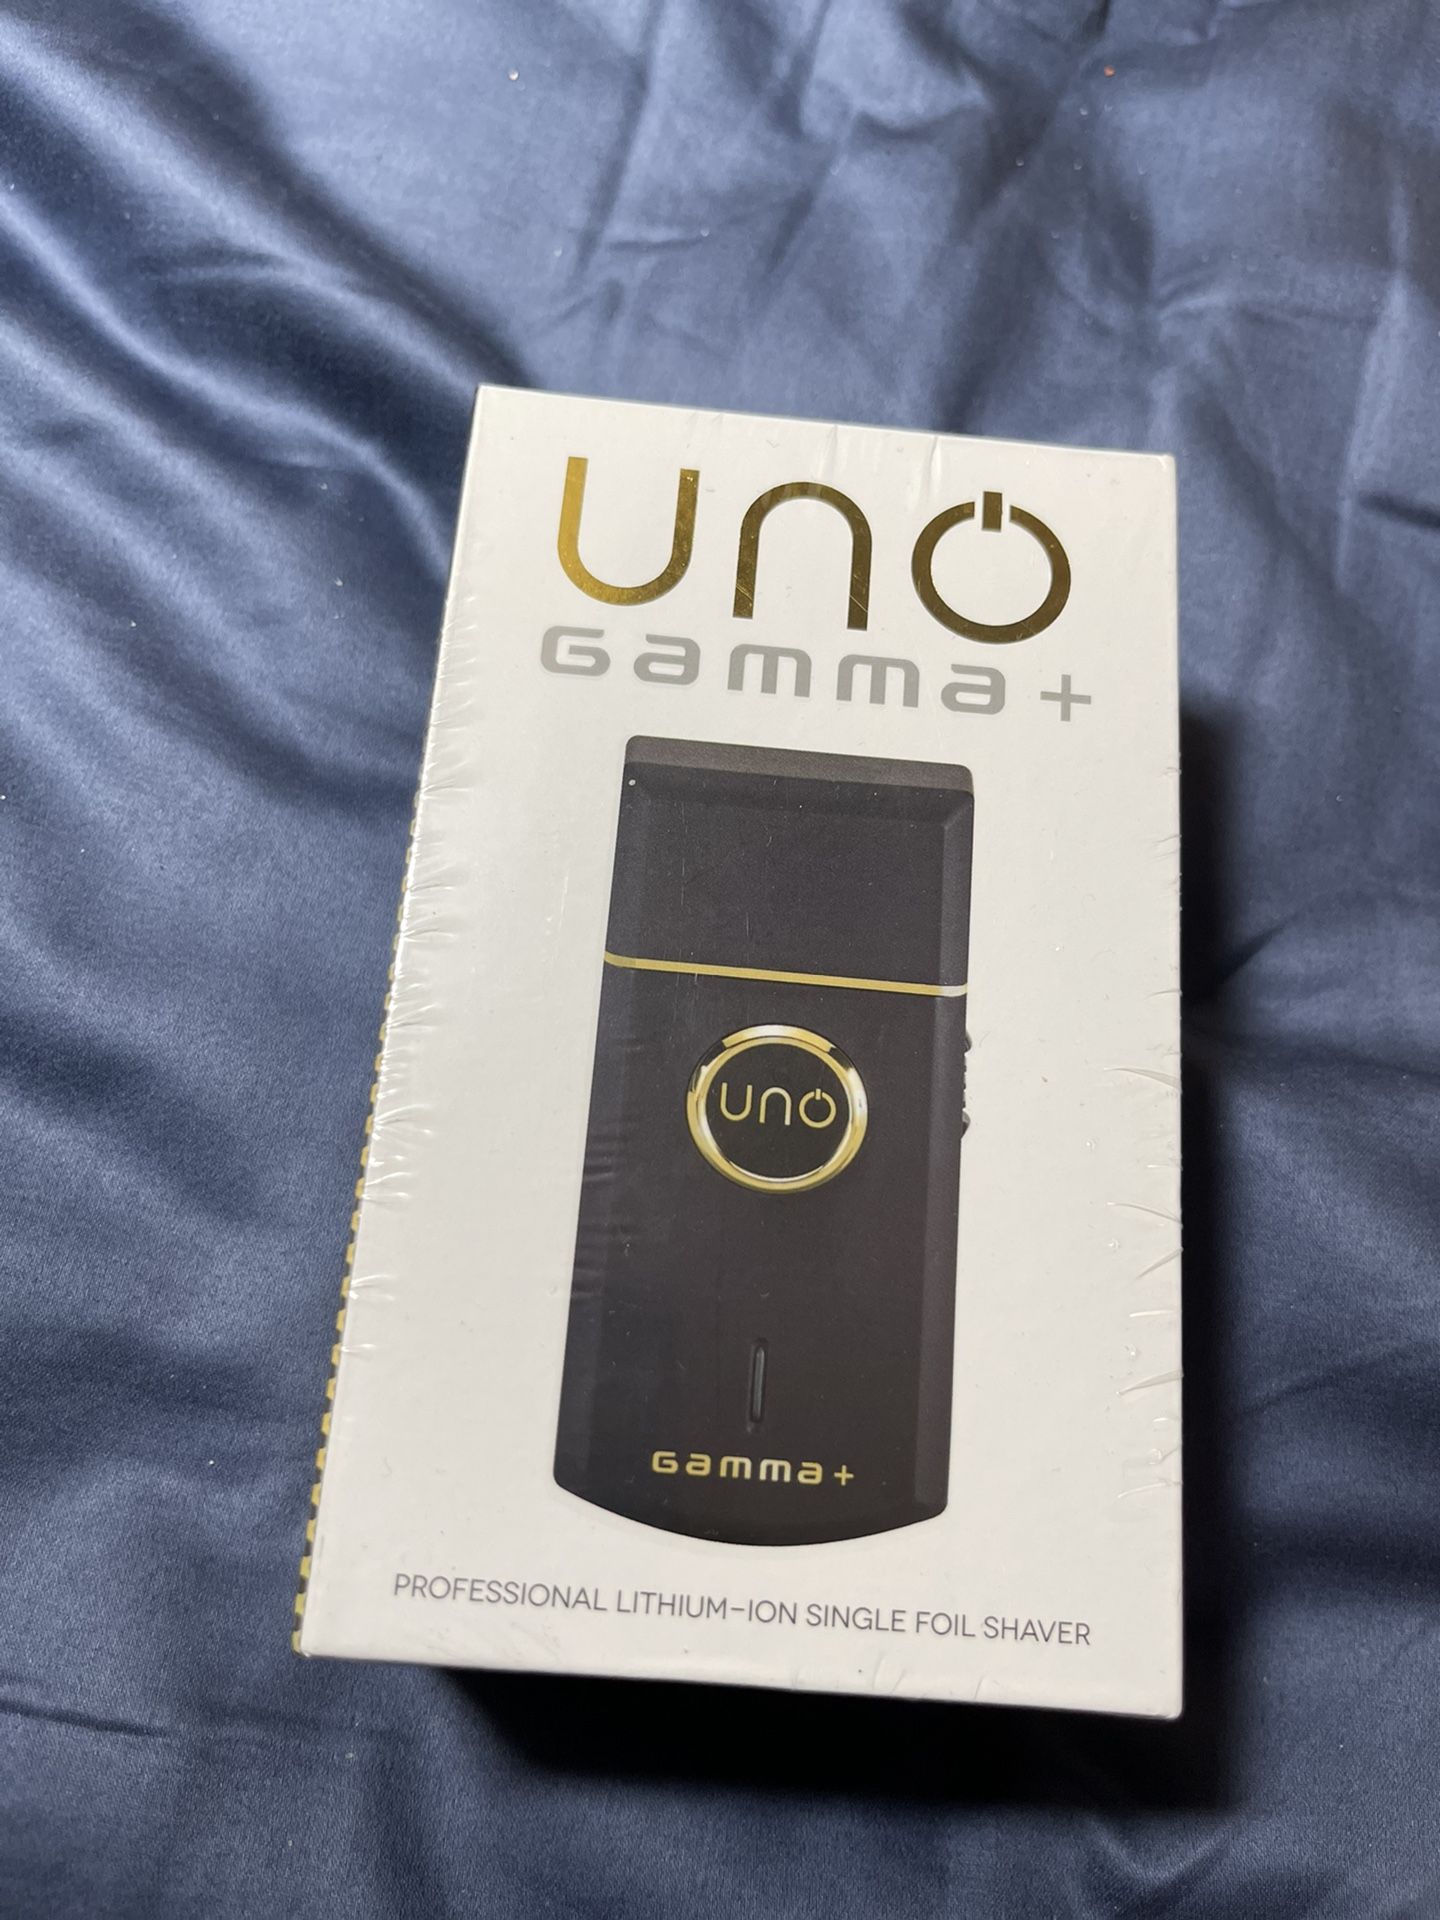 UNO
GAMMA+
UNO
GAMMA+
PROFESSIONAL LITHIUM-ION SINGLE FOIL SHAVER